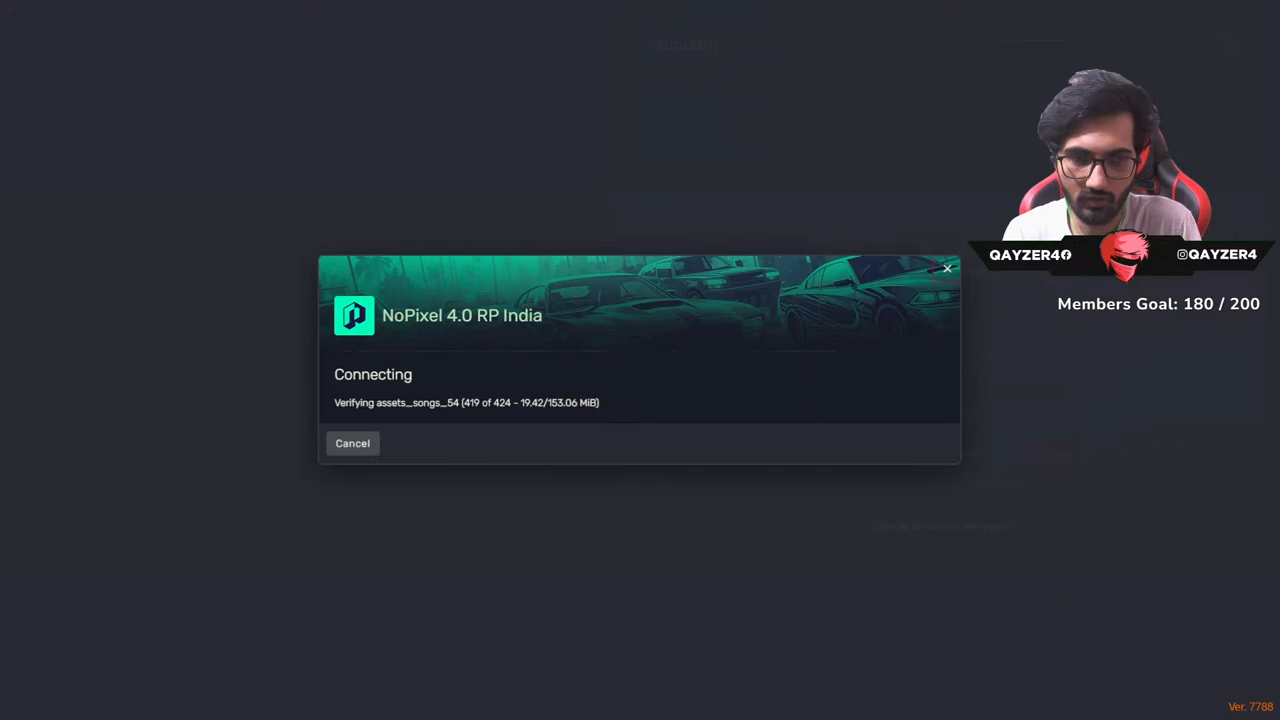 QAYZER4
QAYZER4
Members Goal: 180 / 200
NoPixel 4.0 RP India
Connecting
Verifying assets_songs_54 (419 of 424 - 19.42/153.06 MiB)
Cancel
Ver. 7788